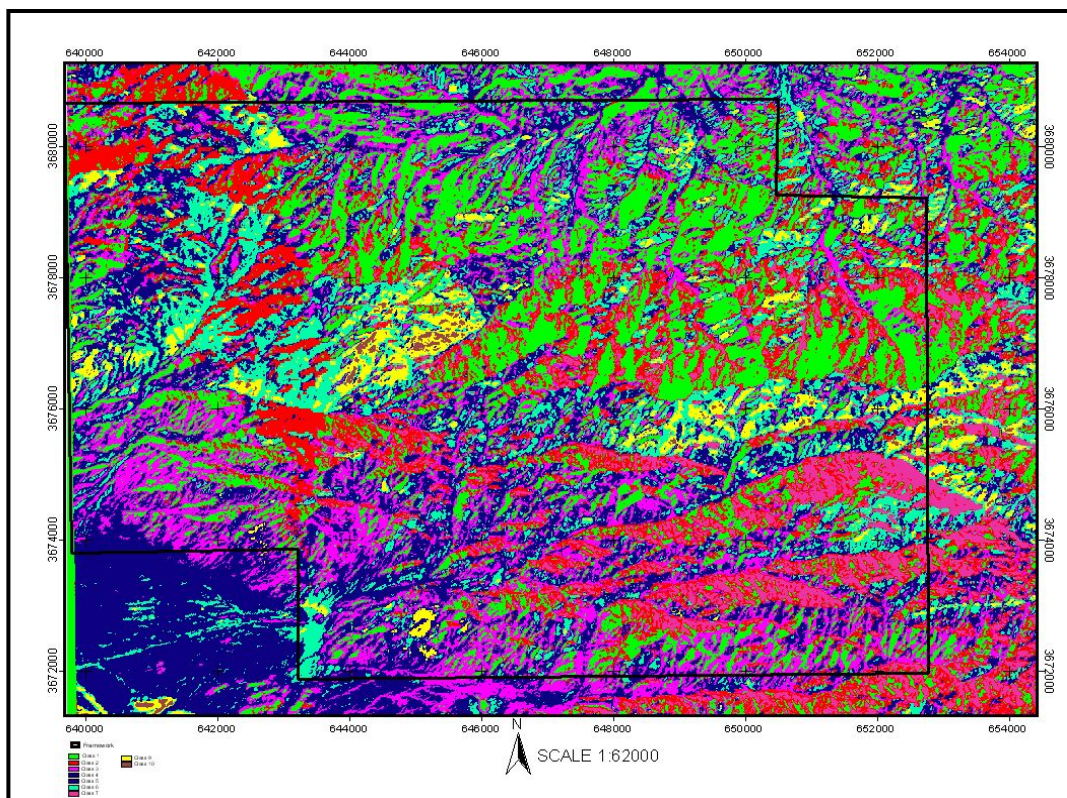 640000 642000 644000 646000 648000 650000 652000 654000
3680000 3680000
3678000 3678000
3676000 3676000
3674000 3674000
3672000 3672000
640000 642000 644000 646000 648000 650000 652000 654000
N
SCALE 1:62000
Framework
Class 1 Class 9
Class 2 Class 10
Class 3
Class 4
Class 5
Class 6
Class 7